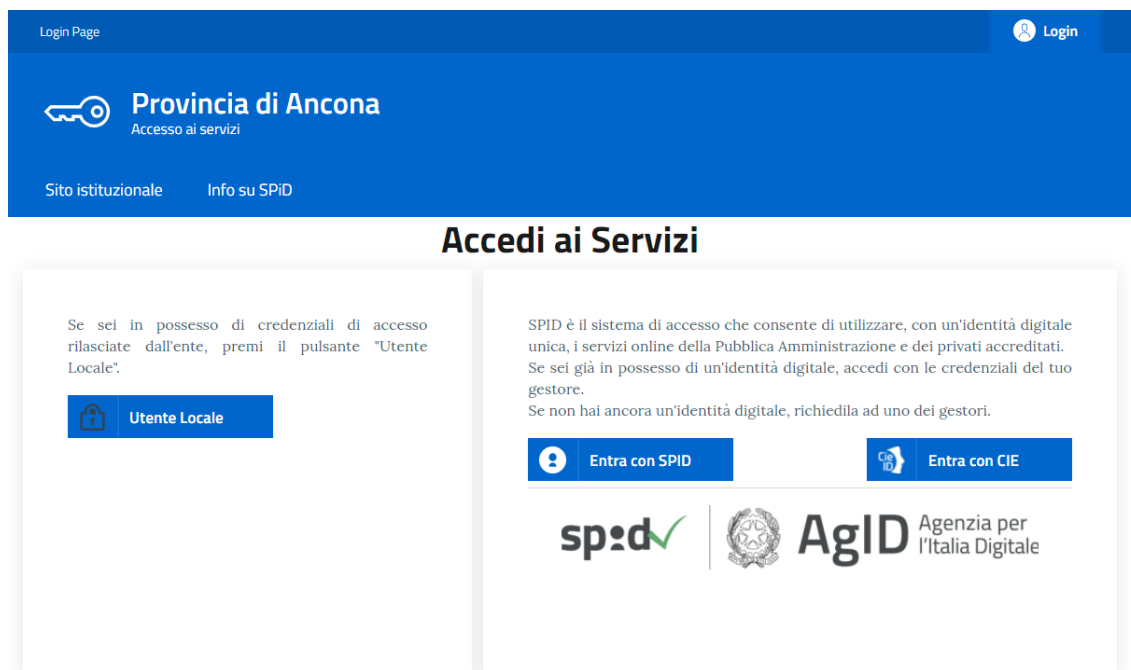 Login Page
Login
Provincia di Ancona
Accesso ai servizi
Sito istituzionale
Info su SPiD
Accedi ai Servizi
Se sei in possesso di credenziali di accesso
rilasciate dall'ente, premi il pulsante "Utente
Locale".
Utente Locale
SPID è il sistema di accesso che consente di utilizzare, con un'identità digitale
unica, i servizi online della Pubblica Amministrazione e dei privati accreditati.
Se sei già in possesso di un'identità digitale, accedi con le credenziali del tuo
gestore.
Se non hai ancora un'identità digitale, richiedila ad uno dei gestori.
Entra con SPID
Cie
ID
Entra con CIE
spid
AgID
Agenzia per
l'Italia Digitale